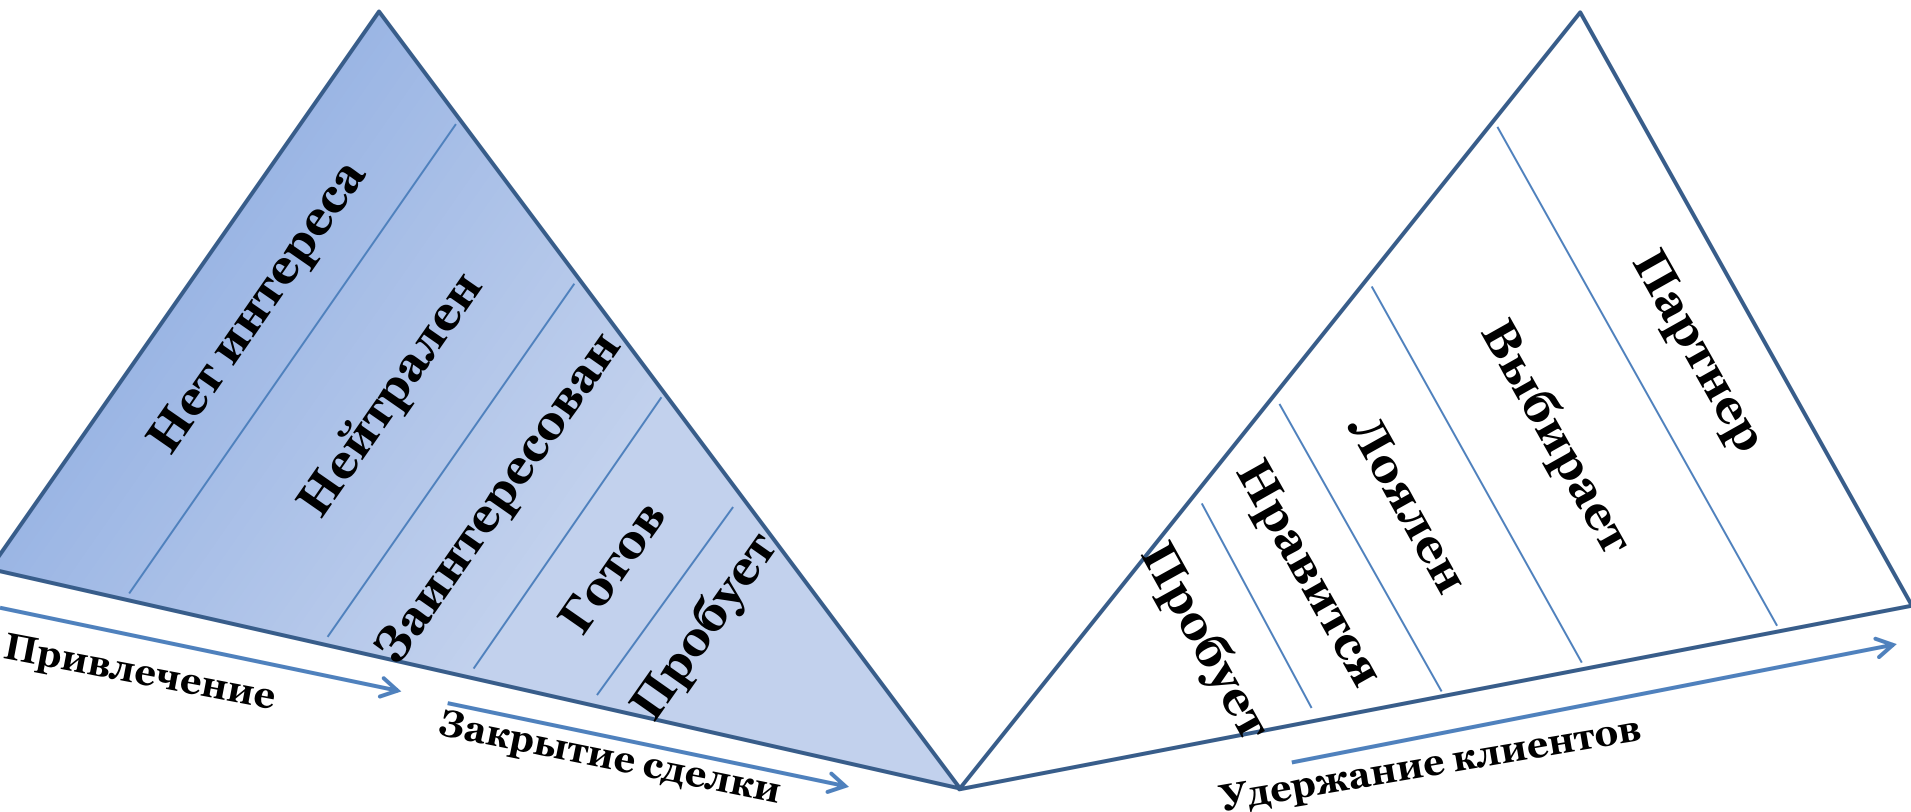 Нет интереса
Нейтрален
Заинтересован
Готов
Пробует
Привлечение
Закрытие сделки
Пробует
Нравится
Лоялен
Выбирает
Партнер
Удержание клиентов